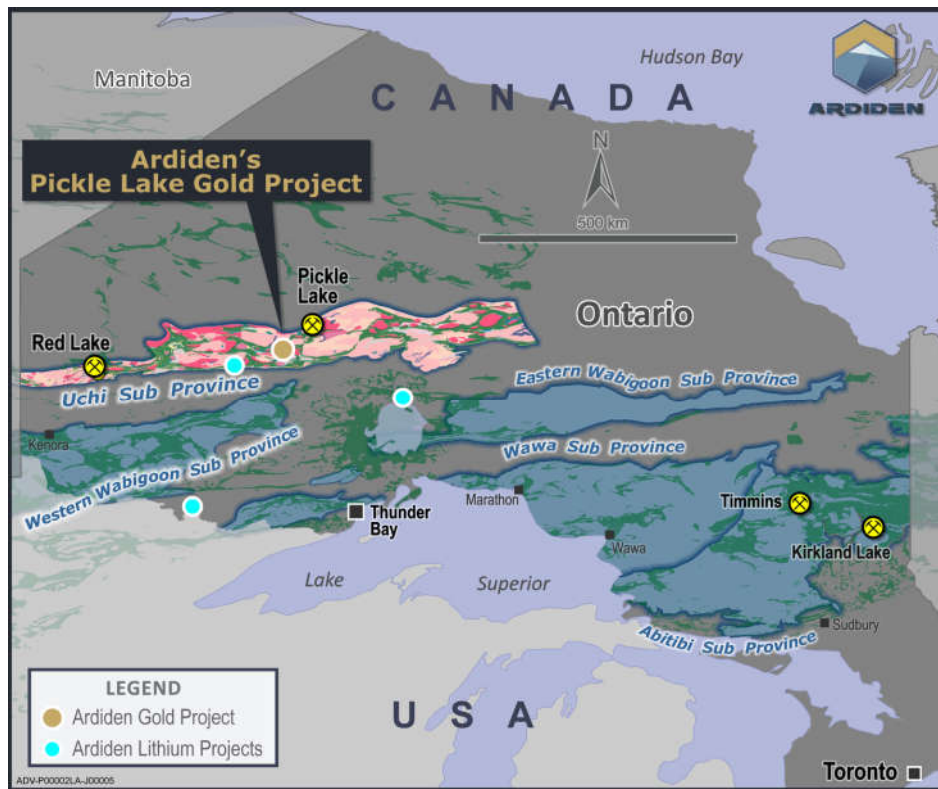 Hudson Bay
Manitoba
CANADA
ARDIDEN
Ardiden's
Pickle Lake Gold Project
N
500 km
Pickle
Lake
Ontario
Red Lake
Uchi Sub Province
Eastern Wabigoon Sub Province
Kenora
Wawa Sub Province
Western Wabigoon Sub Province
Marathon
Timmins
Thunder
Bay
Wawa
Kirkland Lake
Lake Superior
Sudbury
Abitibi Sub Province
LEGEND
Ardiden Gold Project
Ardiden Lithium Projects
USA
Toronto
ADV-P00002LA-J00005